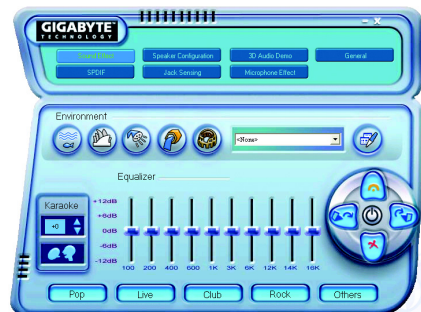 GIGABYTE
TECHNOLOGY
Sound Effect
Speaker Configuration
3D Audio Demo
General
SPDIF
Jack Sensing
Microphone Effect
Environment
<None>
Equalizer
Karaoke
+0
+12dB
+6dB
0dB
-6dB
-12dB
100 200 400 600 1K 3K 6K 12K 14K 16K
Pop
Live
Club
Rock
Others